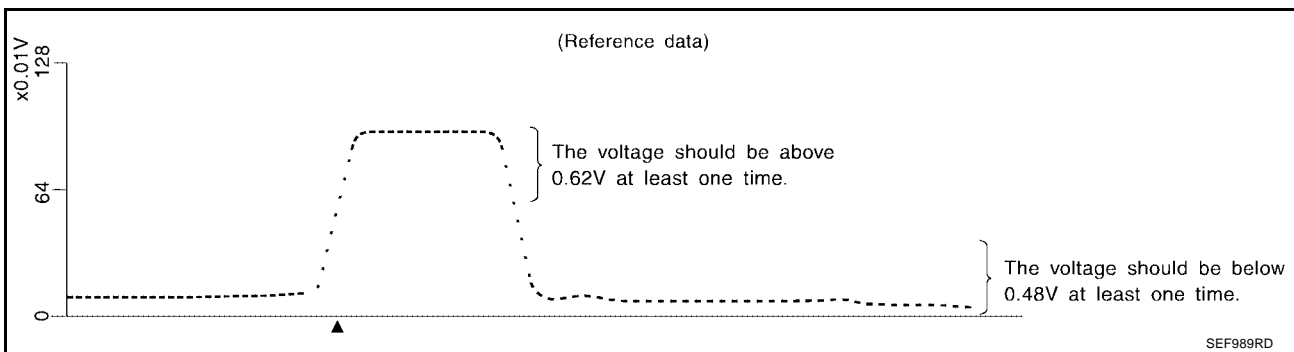 (Reference data)
x0.01V
128
64
0
The voltage should be above
0.62V at least one time.
The voltage should be below
0.48V at least one time.
SEF989RD